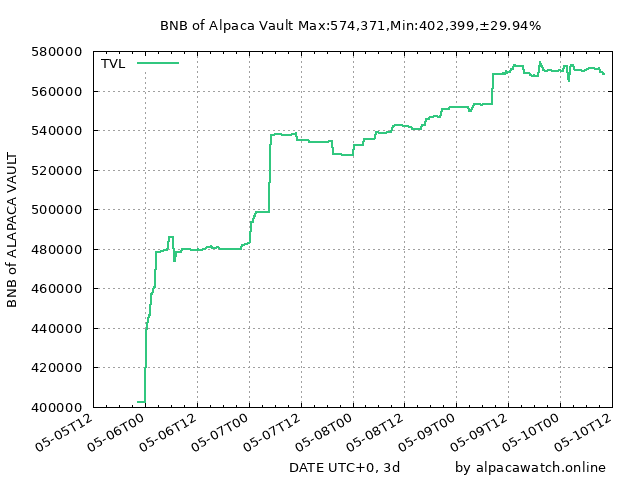 BNB of Alpaca Vault Max:574,371,Min:402,399,±29.94%
TVL
BNB of ALAPACA VAULT
580000
560000
540000
520000
500000
480000
460000
440000
420000
400000
05-05T12
05-06T00
05-06T12
05-07T00
05-07T12
05-08T00
05-08T12
05-09T00
05-09T12
05-10T00
05-10T12
DATE UTC+0, 3d
by alpacawatch.online